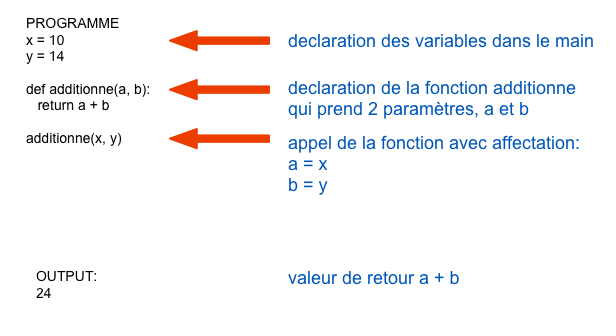 PROGRAMME
x = 10
y = 14
declaration des variables dans le main
def additionne(a, b):
return a + b
declaration de la fonction additionne
qui prend 2 paramètres, a et b
additionne(x, y)
appel de la fonction avec affectation:
a = x
b = y
OUTPUT:
24
valeur de retour a + b